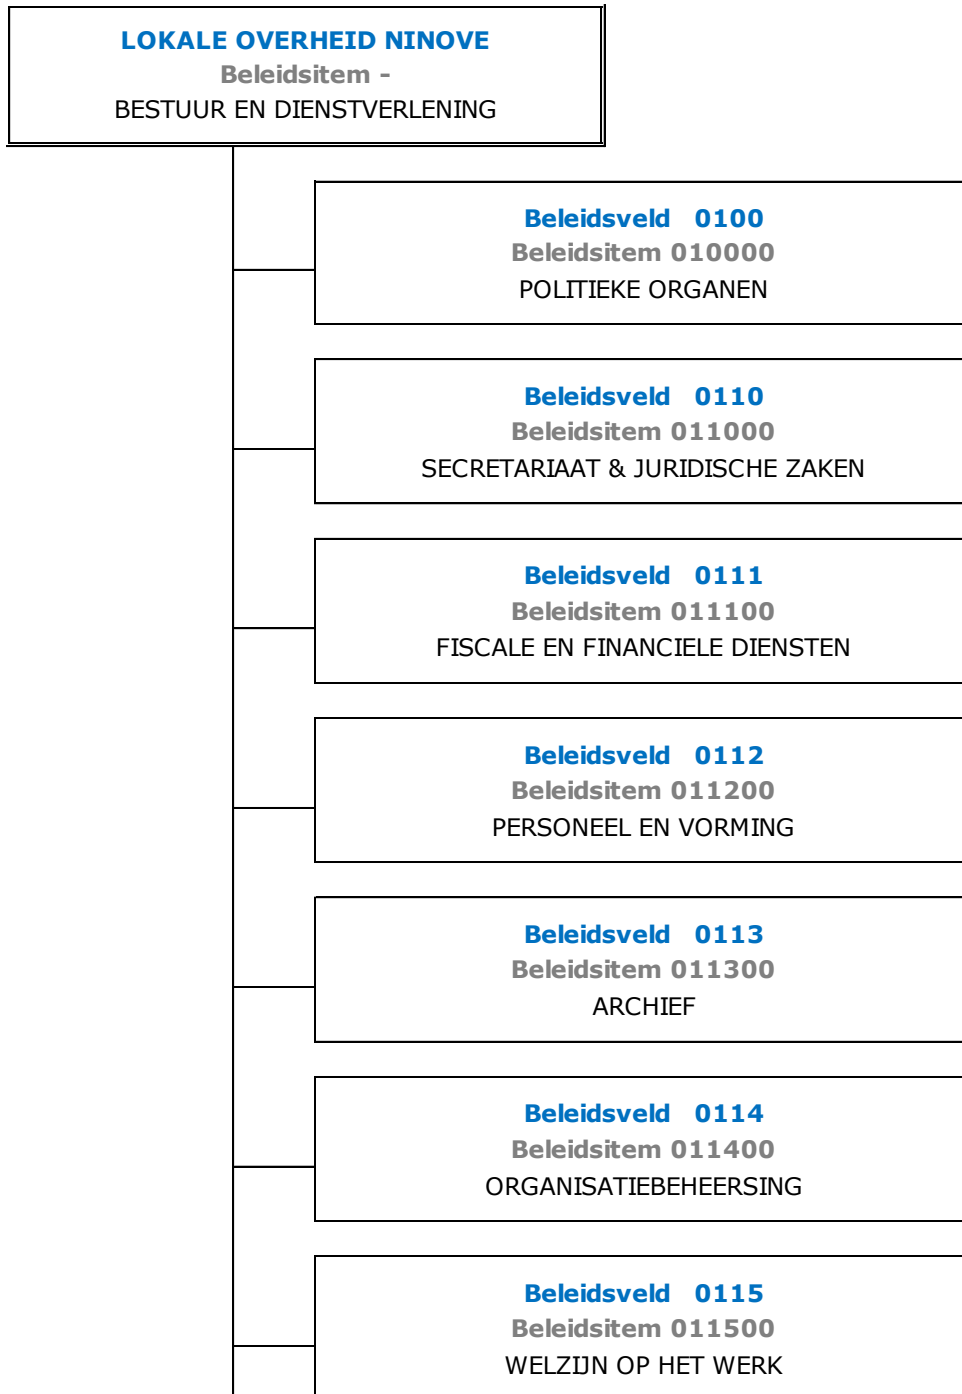 LOKALE OVERHEID NINOVE
Beleidsitem -
BESTUUR EN DIENSTVERLENING
Beleidsveld 0100
Beleidsitem 010000
POLITIEKE ORGANEN
Beleidsveld 0110
Beleidsitem 011000
SECRETARIAAT & JURIDISCHE ZAKEN
Beleidsveld 0111
Beleidsitem 011100
FISCALE EN FINANCIELE DIENSTEN
Beleidsveld 0112
Beleidsitem 011200
PERSONEEL EN VORMING
Beleidsveld 0113
Beleidsitem 011300
ARCHIEF
Beleidsveld 0114
Beleidsitem 011400
ORGANISATIEBEHEERSING
Beleidsveld 0115
Beleidsitem 011500
WELZIJN OP HET WERK